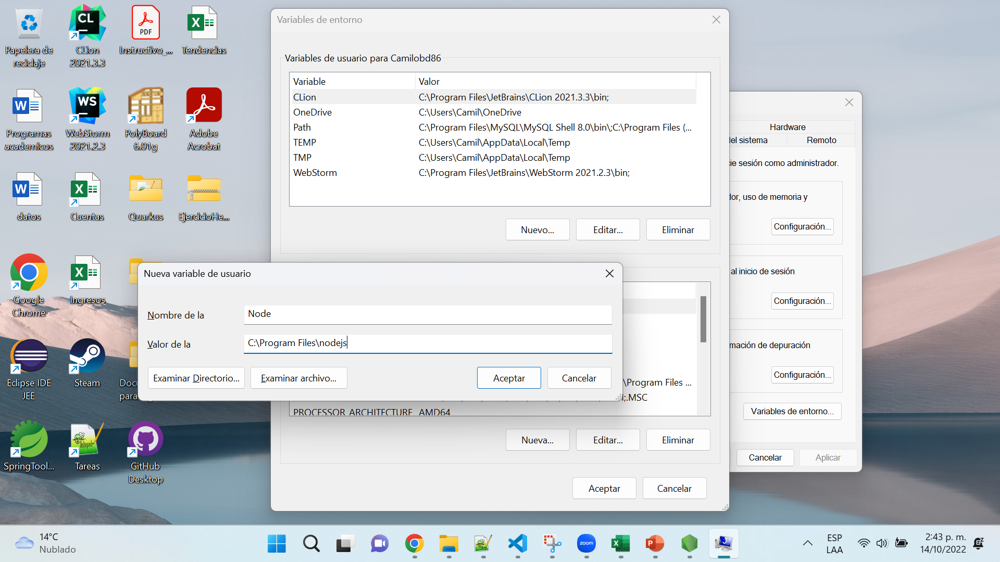 Papelera de
reciclaje
CL
CLion
2021.3.3
PDF
Instructivo_...
Tendencias
Programas
academicos
WS
WebStorm
2021.2.3
PolyBoard
6.01g
Adobe
Acrobat
datos
Cuentas
Quarkus
EjercicioHe...
Google
Chrome
Ingresos
Eclipse IDE
JEE
Steam
Docu
para
SpringTool...
Tareas
GitHub
Desktop
Variables de entorno
Variables de usuario para Camilobd86
Variable Valor
CLion C:\Program Files\JetBrains\CLion 2021.3.3\bin;
OneDrive C:\Users\Camil\OneDrive
Path C:\Program Files\MySQL\MySQL Shell 8.0\bin\;C:\Program Files (...
TEMP C:\Users\Camil\AppData\Local\Temp
TMP C:\Users\Camil\AppData\Local\Temp
WebStorm C:\Program Files\JetBrains\WebStorm 2021.2.3\bin;
Nuevo... Editar... Eliminar
Nueva variable de usuario
Nombre de la Node
Valor de la C:\Program Files\nodejs
Examinar Directorio... Examinar archivo... Aceptar Cancelar
\Program Files ...
;.MSC
PROCESSOR_ARCHITECTURE AMD64
Nueva... Editar... Eliminar
Aceptar Cancelar
Hardware
del sistema Remoto
cie sesión como administrador.
dor, uso de memoria y
Configuración...
al inicio de sesión
Configuración...
mación de depuración
Configuración...
Variables de entorno...
Cancelar Aplicar
14°C
Nublado
zoom
ESP
LAA
2:43 p. m.
14/10/2022